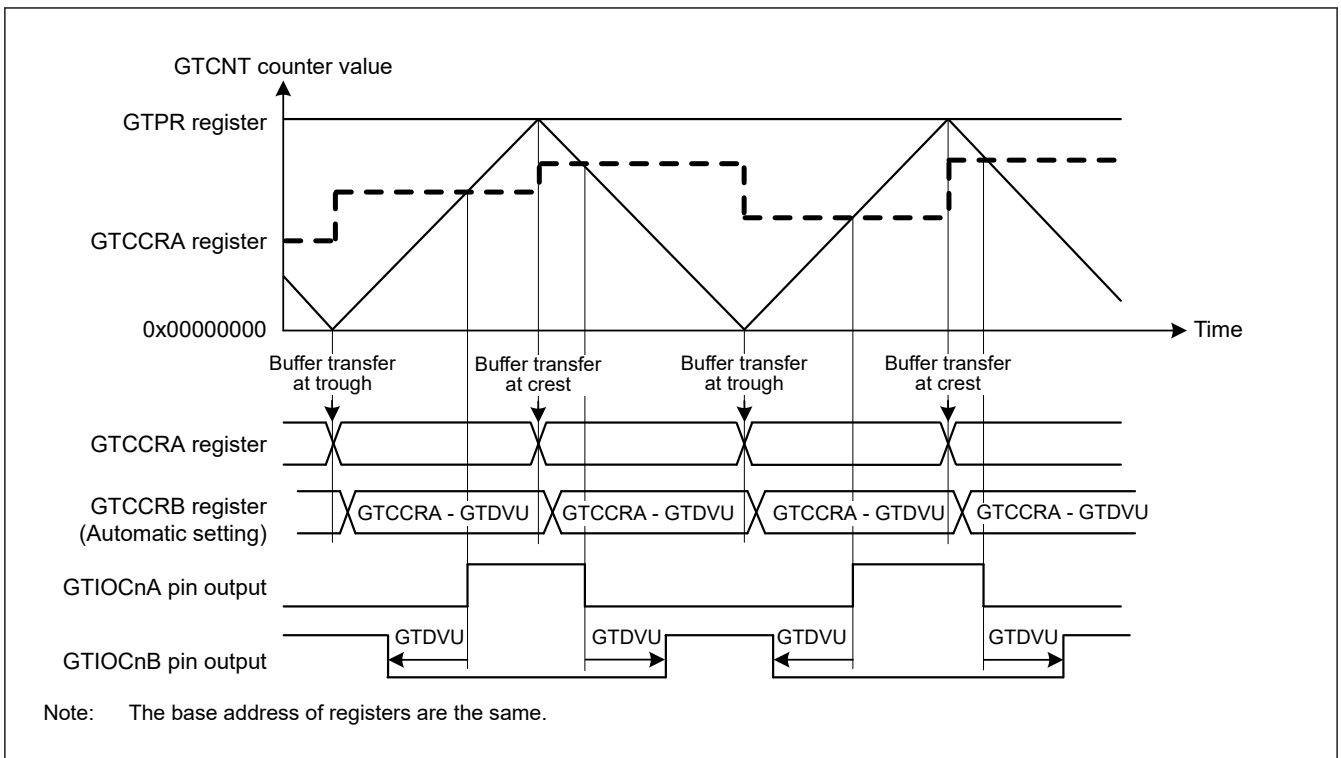 GTCNT counter value
GTPR register
GTCCRA register
0x00000000
Time
Buffer transfer
at trough
Buffer transfer
at crest
Buffer transfer
at trough
Buffer transfer
at crest
GTCCRA register
GTCCRB register
(Automatic setting)
GTCCRA - GTDVU
GTCCRA - GTDVU
GTCCRA - GTDVU
GTCCRA - GTDVU
GTIOCnA pin output
GTIOCnB pin output
GTDVU
GTDVU
GTDVU
GTDVU
Note: The base address of registers are the same.